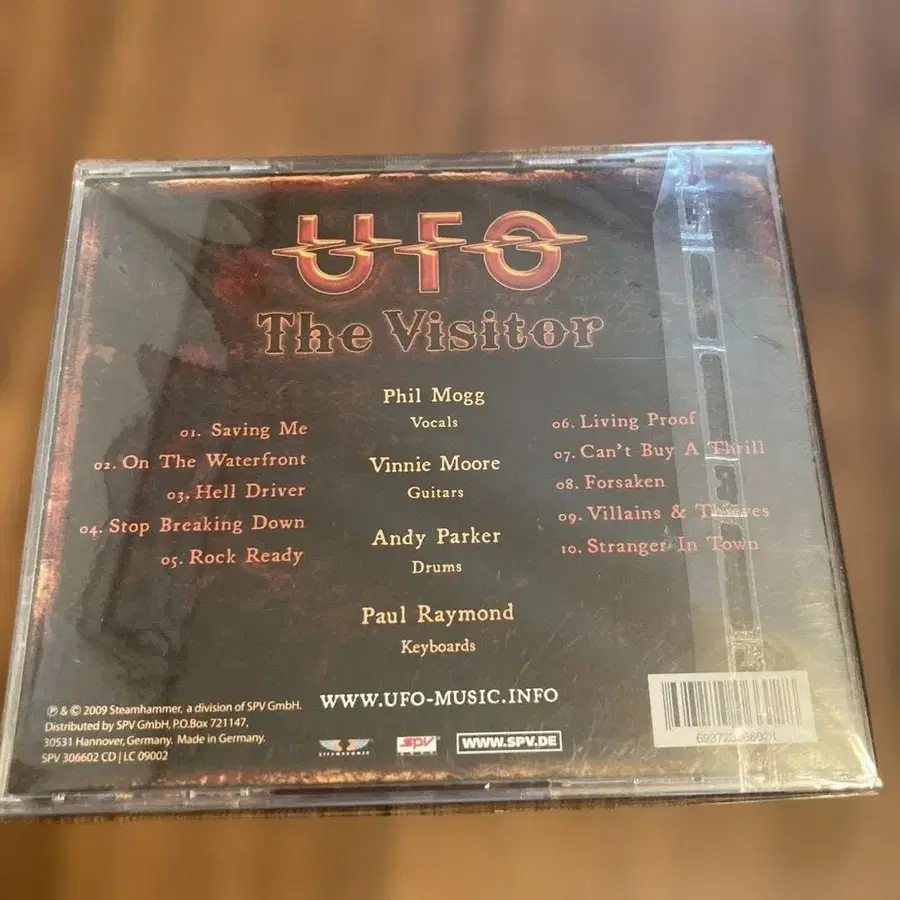 UFO
The Visitor
Phil Mogg
Vocals
Vinnie Moore
Guitars
Andy Parker
Drums
Paul Raymond
Keyboards
01. Saving Me
02. On The Waterfront
03. Hell Driver
04. Stop Breaking Down
05. Rock Ready
06. Living Proof
07. Can't Buy A Thrill
08. Forsaken
09. Villains & Thieves
10. Stranger In Town
WWW.UFO-MUSIC.INFO
℗ & © 2009 Steamhammer, a division of SPV GmbH.
Distributed by SPV GmbH, P.O.Box 721147,
30531 Hannover, Germany. Made in Germany.
SPV 306602 CD | LC 09002
STEAMHAMMER
SPV
WWW.SPV.DE